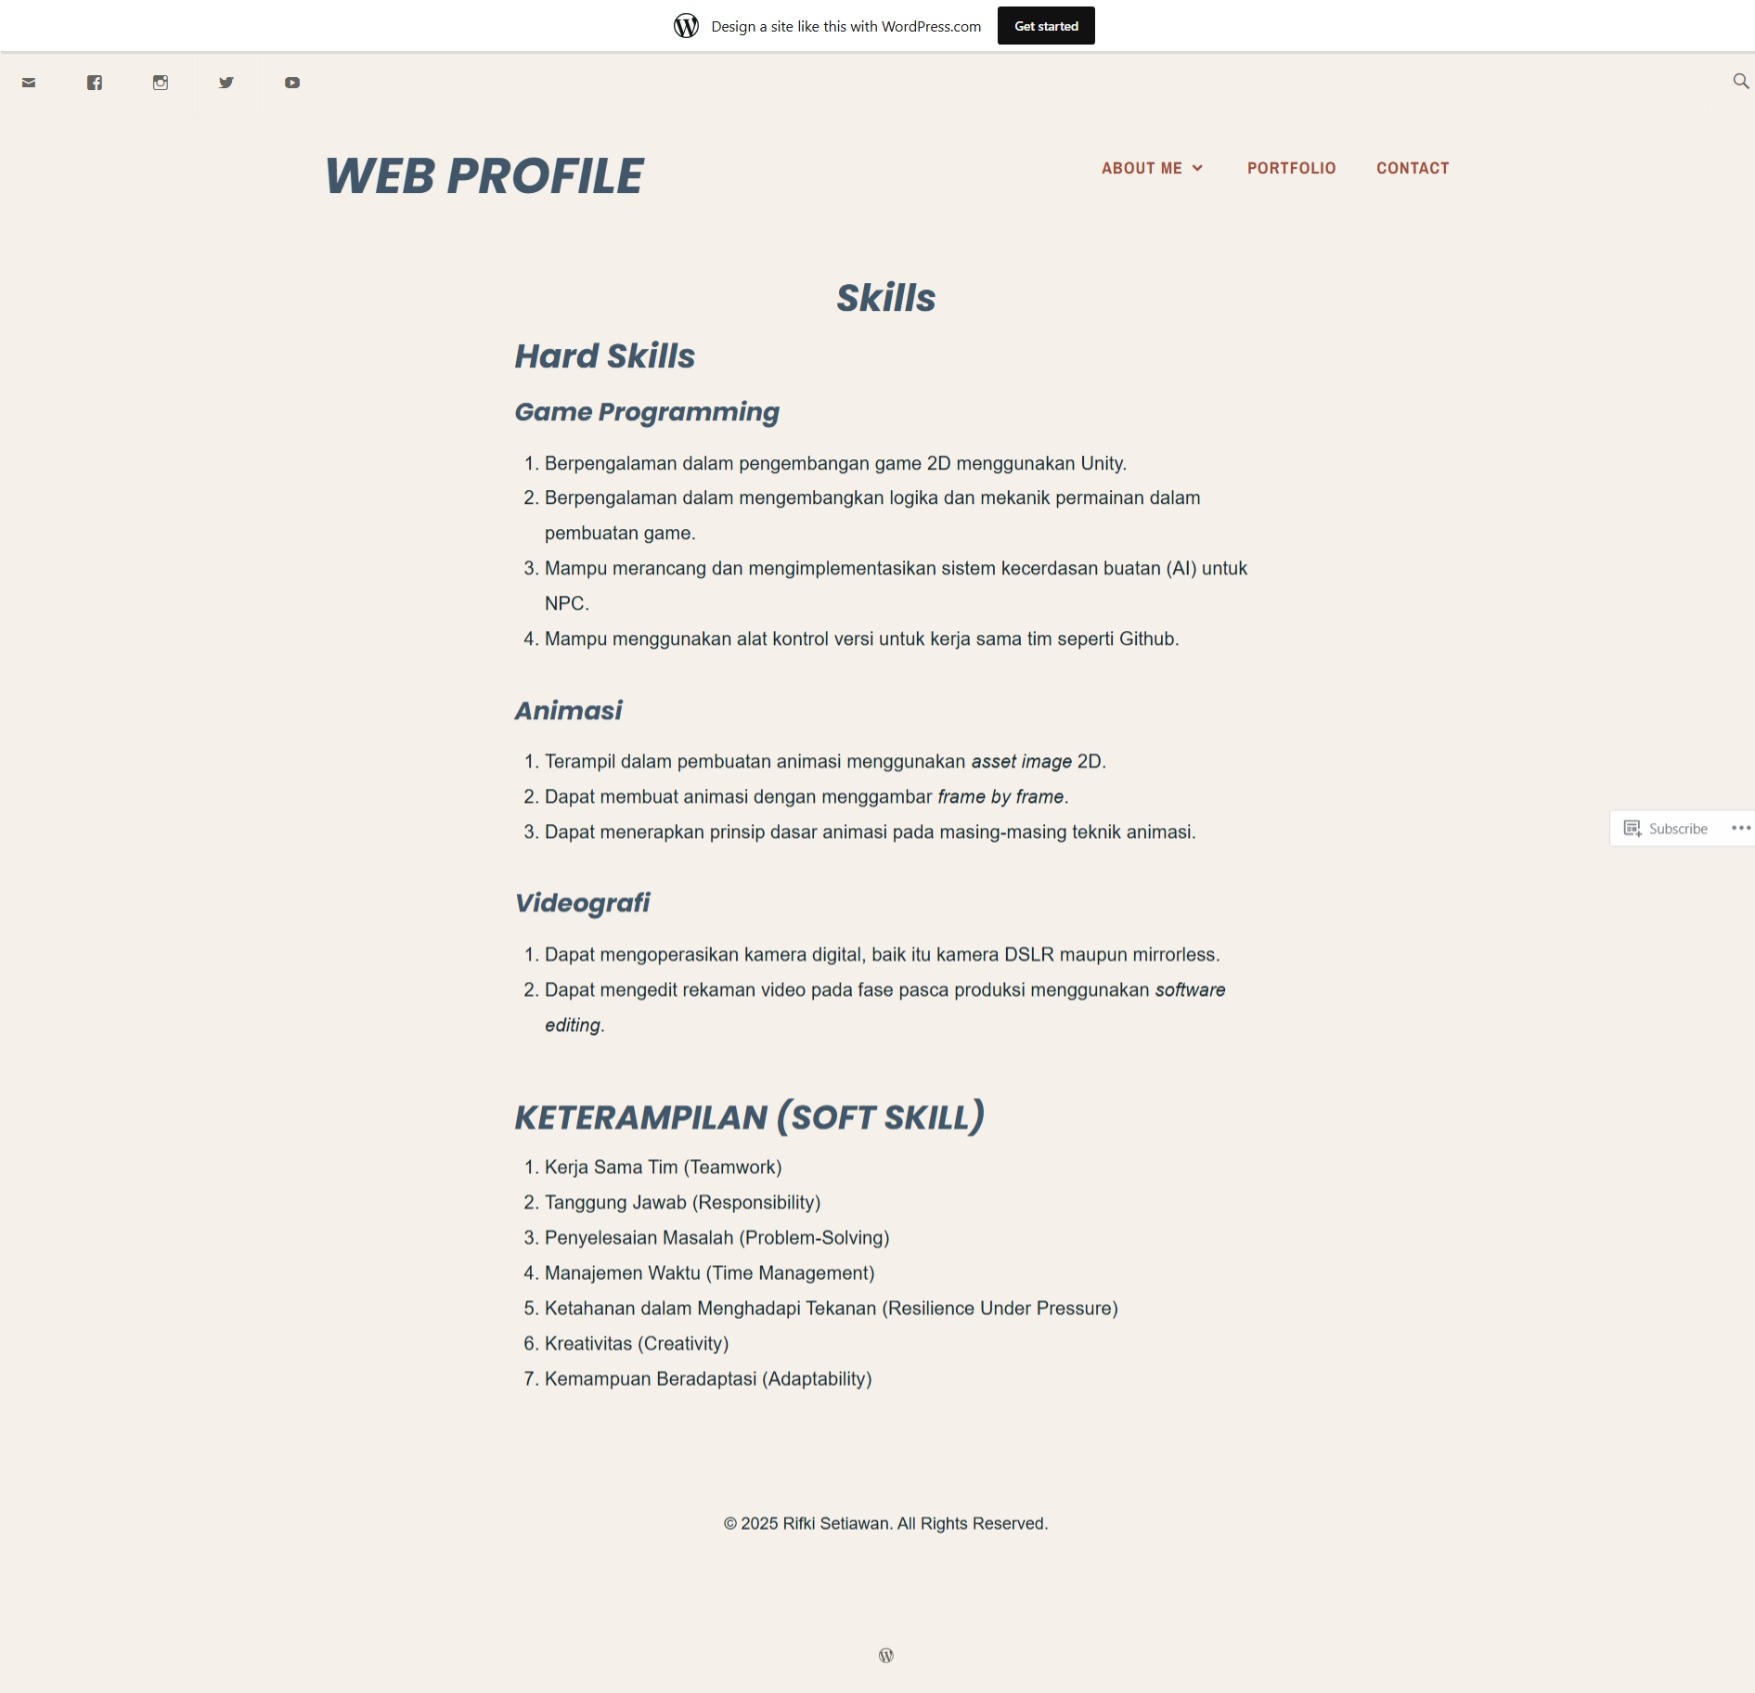 Design a site like this with WordPress.com
Get started
WEB PROFILE
ABOUT ME
PORTFOLIO
CONTACT
Skills
Hard Skills
Game Programming
1. Berpengalaman dalam pengembangan game 2D menggunakan Unity.
2. Berpengalaman dalam mengembangkan logika dan mekanik permainan dalam
pembuatan game.
3. Mampu merancang dan mengimplementasikan sistem kecerdasan buatan (AI) untuk
NPC.
4. Mampu menggunakan alat kontrol versi untuk kerja sama tim seperti Github.
Animasi
1. Terampil dalam pembuatan animasi menggunakan asset image 2D.
2. Dapat membuat animasi dengan menggambar frame by frame.
3. Dapat menerapkan prinsip dasar animasi pada masing-masing teknik animasi.
Subscribe
Videografi
1. Dapat mengoperasikan kamera digital, baik itu kamera DSLR maupun mirrorless.
2. Dapat mengedit rekaman video pada fase pasca produksi menggunakan software
editing.
KETERAMPILAN (SOFT SKILL)
1. Kerja Sama Tim (Teamwork)
2. Tanggung Jawab (Responsibility)
3. Penyelesaian Masalah (Problem-Solving)
4. Manajemen Waktu (Time Management)
5. Ketahanan dalam Menghadapi Tekanan (Resilience Under Pressure)
6. Kreativitas (Creativity)
7. Kemampuan Beradaptasi (Adaptability)
© 2025 Rifki Setiawan. All Rights Reserved.